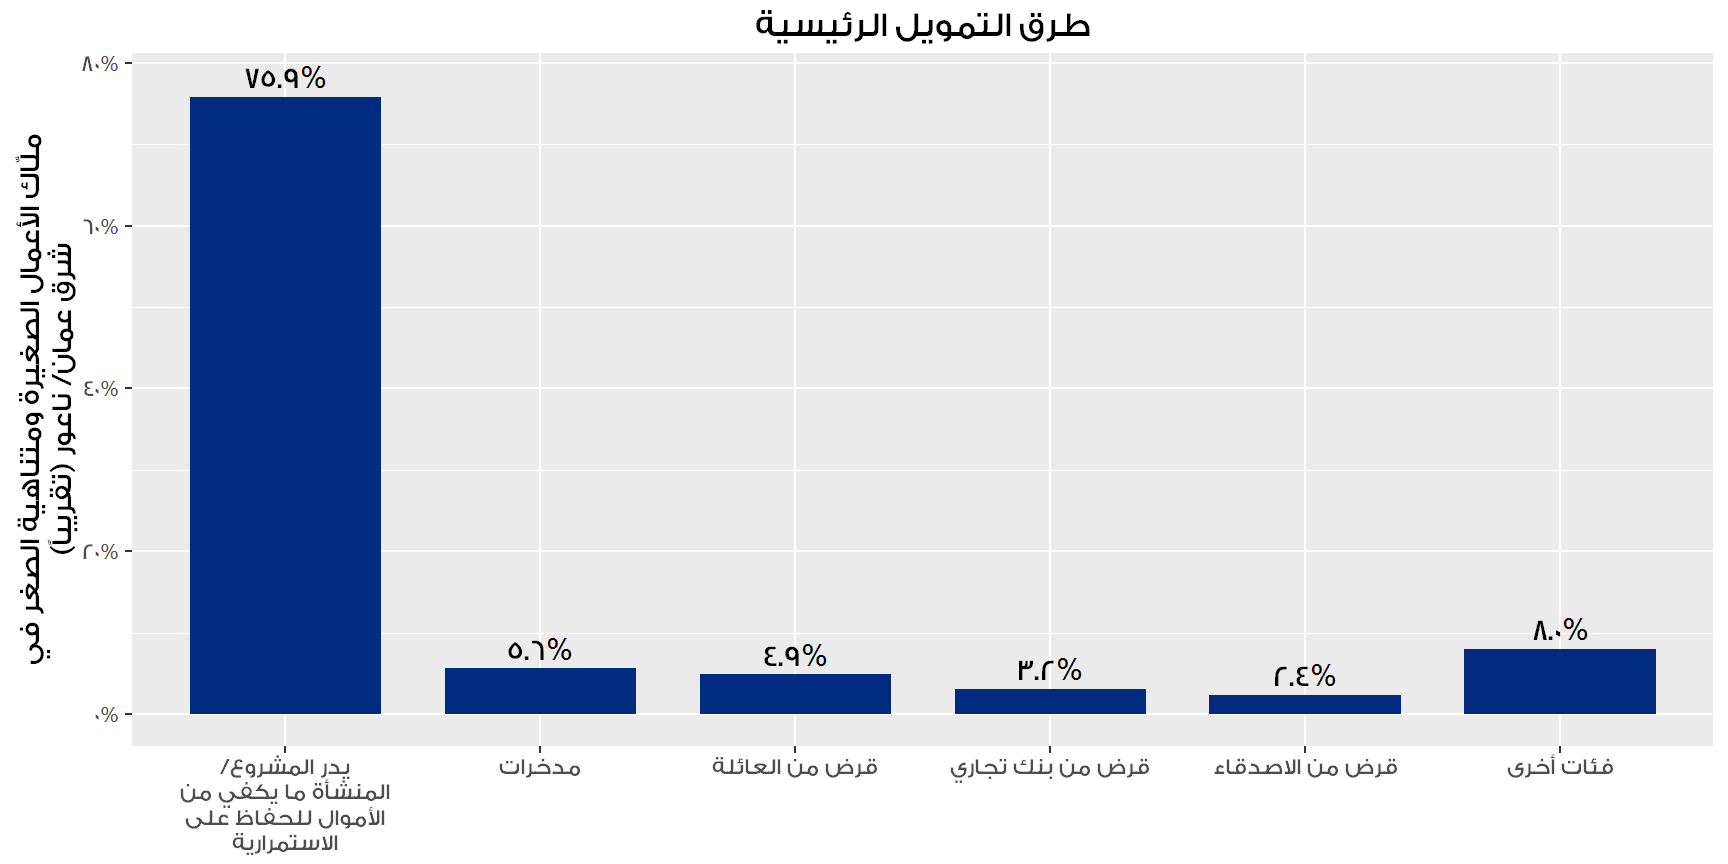 طرق التمويل الرئيسية
ملّاك الأعمال الصغيرة ومتناهية الصغر في
شرق عمان/ ناعور (تقريباً)
٨٠%
٦٠%
٤٠%
٢٠%
٠%
٧٥.٩%
٥.٦%
٤.٩%
٣.٢%
٢.٤%
٨.٠%
يدر المشروع/
المنشأة ما يكفي من
الأموال للحفاظ على
الاستمرارية
مدخرات
قرض من العائلة
قرض من بنك تجاري
قرض من الاصدقاء
فئات أخرى